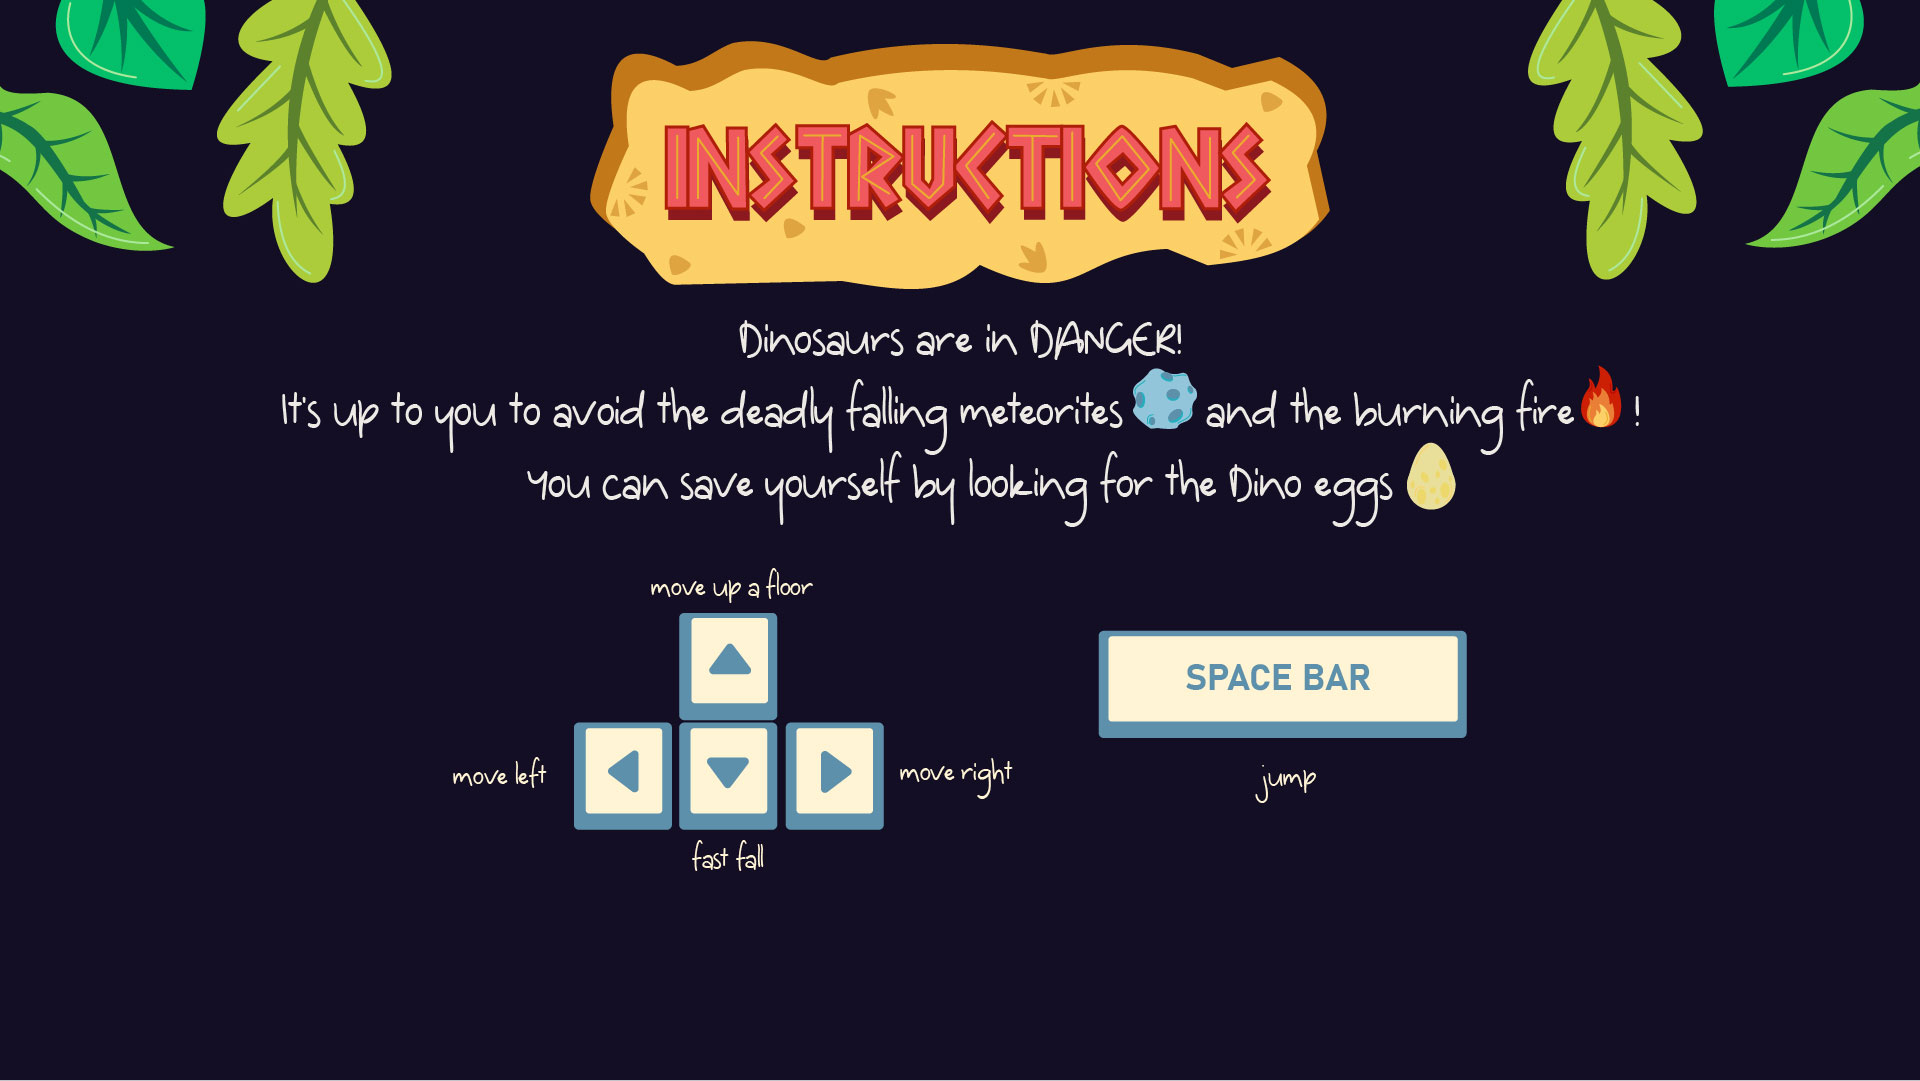 INSTRUCTIONS
Dinosaurs are in DANGER!
It's up to you to avoid the deadly falling meteorites and the burning fire !
You can save yourself by looking for the Dino eggs
move up a floor
SPACE BAR
move left
move right
jump
fast fall